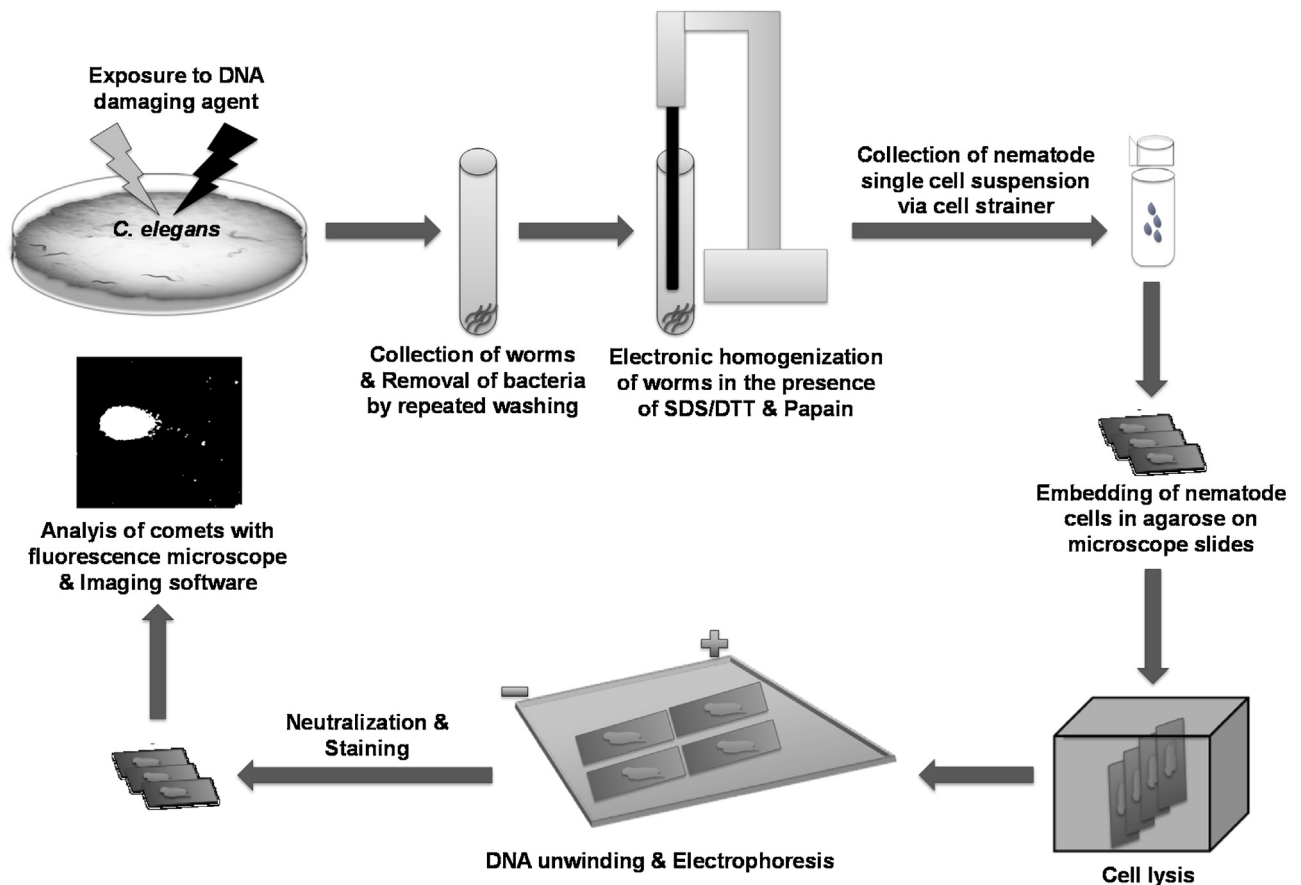 Exposure to DNA
damaging agent
C. elegans
Collection of worms
& Removal of bacteria
by repeated washing
Electronic homogenization
of worms in the presence
of SDS/DTT & Papain
Collection of nematode
single cell suspension
via cell strainer
Embedding of nematode
cells in agarose on
microscope slides
Cell lysis
+
-
DNA unwinding & Electrophoresis
Neutralization &
Staining
Analyis of comets with
fluorescence microscope
& Imaging software